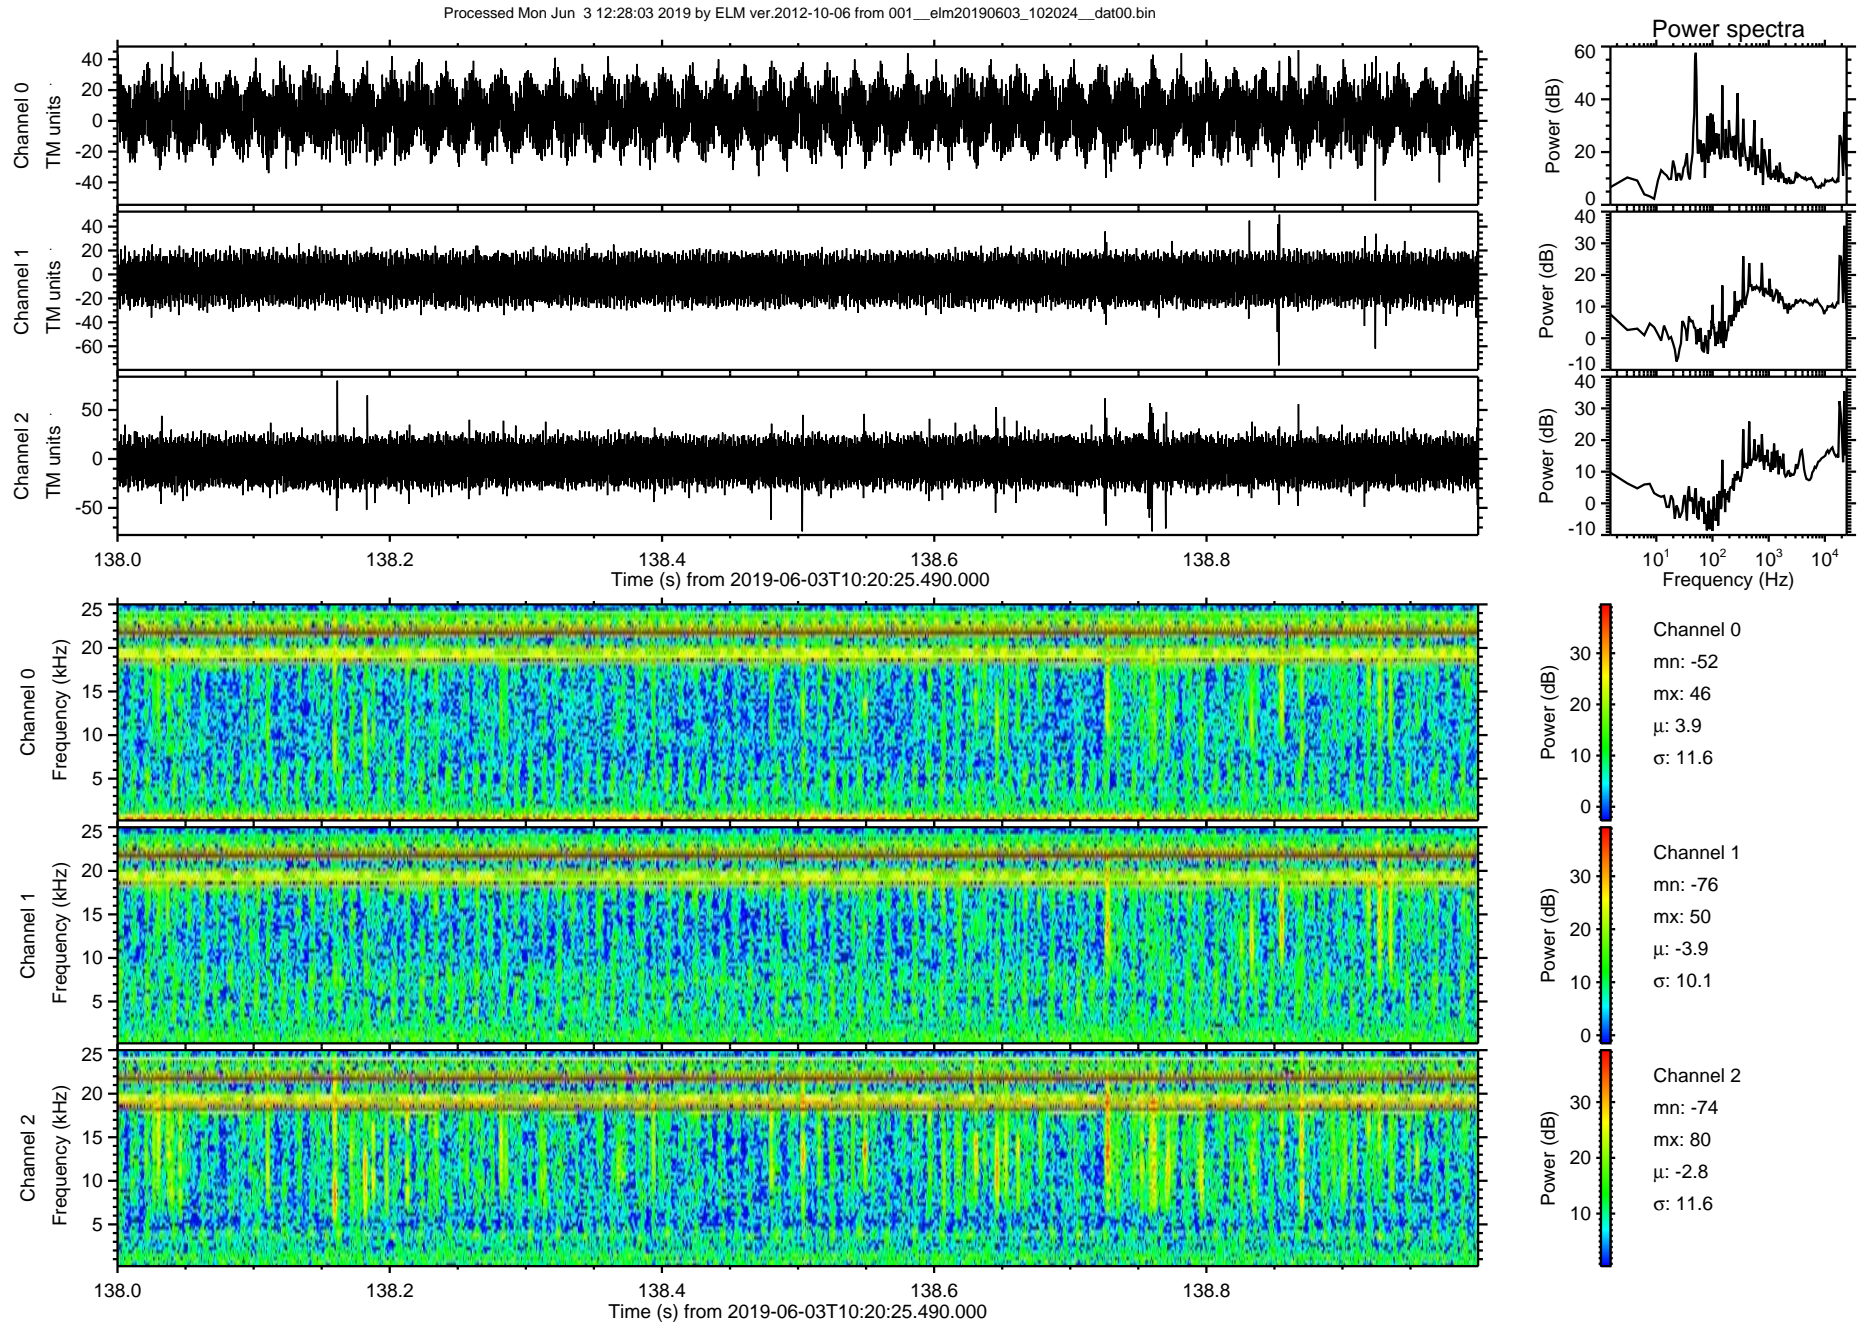 Processed Mon Jun 3 12:28:03 2019 by ELM ver.2012-10-06 from 001__elm20190603_102024__dat00.bin
Power spectra
Channel 0
TM units
40
20
0
-20
-40
Power (dB)
60
40
20
0
Channel 1
TM units
40
20
0
-20
-40
-60
Power (dB)
40
30
20
10
0
-10
Channel 2
TM units
50
0
-50
Power (dB)
40
30
20
10
0
-10
138.0 138.2 138.4 138.6 138.8
Time (s) from 2019-06-03T10:20:25.490.000
10¹ 10² 10³ 10⁴
Frequency (Hz)
Channel 0
Frequency (kHz)
25
20
15
10
5
Power (dB)
30
20
10
0
Channel 0
mn: -52
mx: 46
μ: 3.9
σ: 11.6
Channel 1
Frequency (kHz)
25
20
15
10
5
Power (dB)
30
20
10
0
Channel 1
mn: -76
mx: 50
μ: -3.9
σ: 10.1
Channel 2
Frequency (kHz)
25
20
15
10
5
Power (dB)
30
20
10
Channel 2
mn: -74
mx: 80
μ: -2.8
σ: 11.6
138.0 138.2 138.4 138.6 138.8
Time (s) from 2019-06-03T10:20:25.490.000